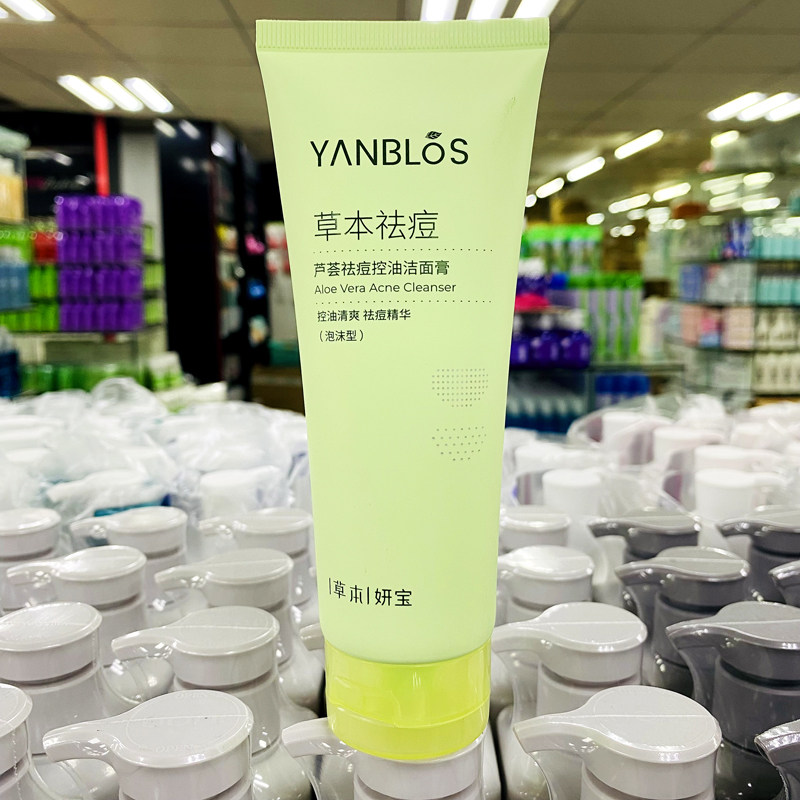 YANBLOS
草本祛痘
芦荟祛痘控油洁面膏
Aloe Vera Acne Cleanser
控油清爽 祛痘精华
（泡沫型）
|草本|妍宝